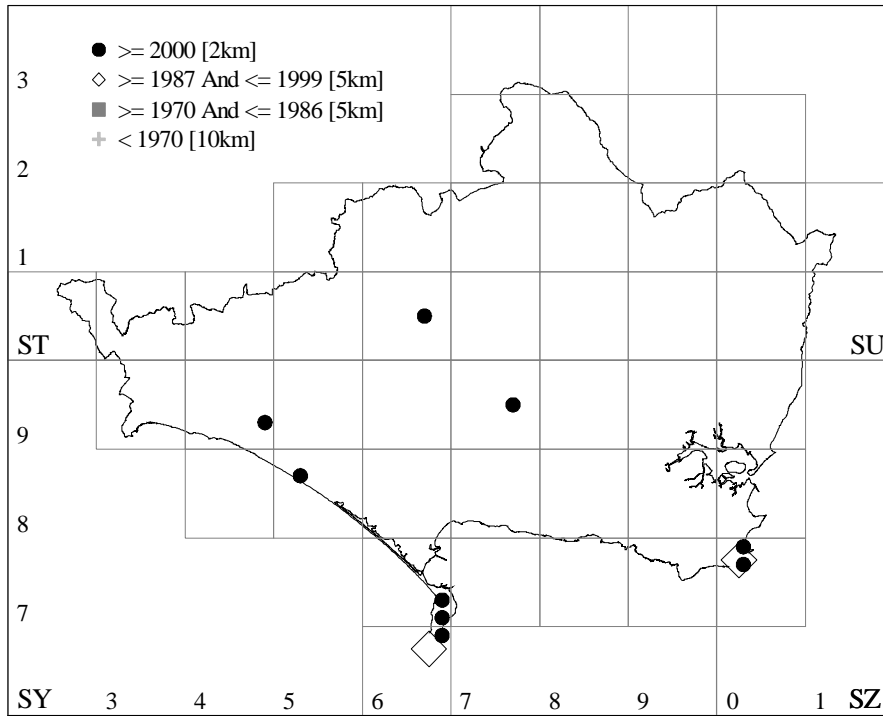 >= 2000 [2km]
>= 1987 And <= 1999 [5km]
>= 1970 And <= 1986 [5km]
< 1970 [10km]
3
2
1
ST SU
9
8
7
SY 3 4 5 6 7 8 9 0 1 SZ